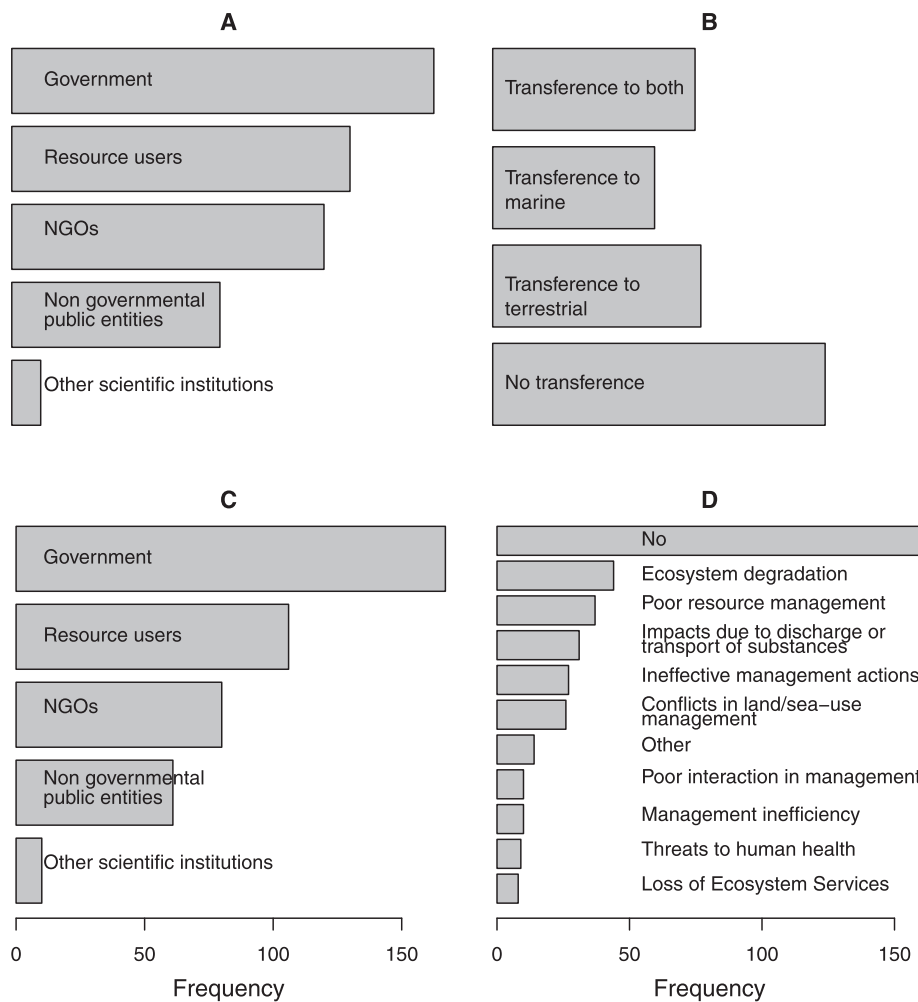 A
Government
Resource users
NGOs
Non governmental
public entities
Other scientific institutions
B
Transference to both
Transference to
marine
Transference to
terrestrial
No transference
C
Government
Resource users
NGOs
Non governmental
public entities
Other scientific institutions
0 50 100 150
Frequency
D
No
Ecosystem degradation
Poor resource management
Impacts due to discharge or
transport of substances
Ineffective management actions
Conflicts in land/sea−use
management
Other
Poor interaction in management
Management inefficiency
Threats to human health
Loss of Ecosystem Services
0 50 100 150
Frequency